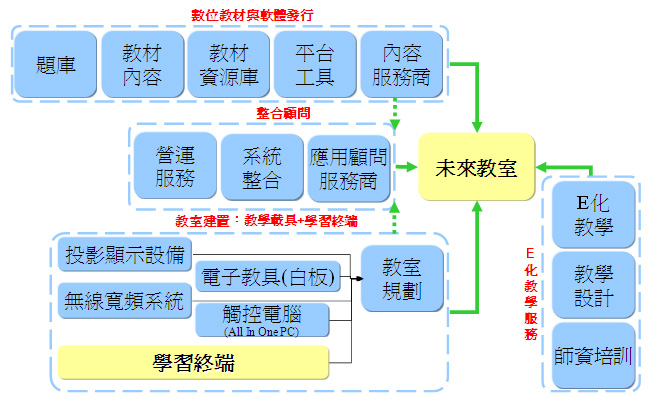 數位教材與軟體發行
題庫
教材
內容
教材
資源庫
平台
工具
內容
服務商
整合顧問
營運
服務
系統
整合
應用顧問
服務商
未來教室
教室建置：教學載具+學習終端
投影顯示設備
電子教具(白板)
無線寬頻系統
觸控電腦
(All In One PC)
學習終端
教室
規劃
E化
教學
教學
設計
師資培訓
E化教學服務